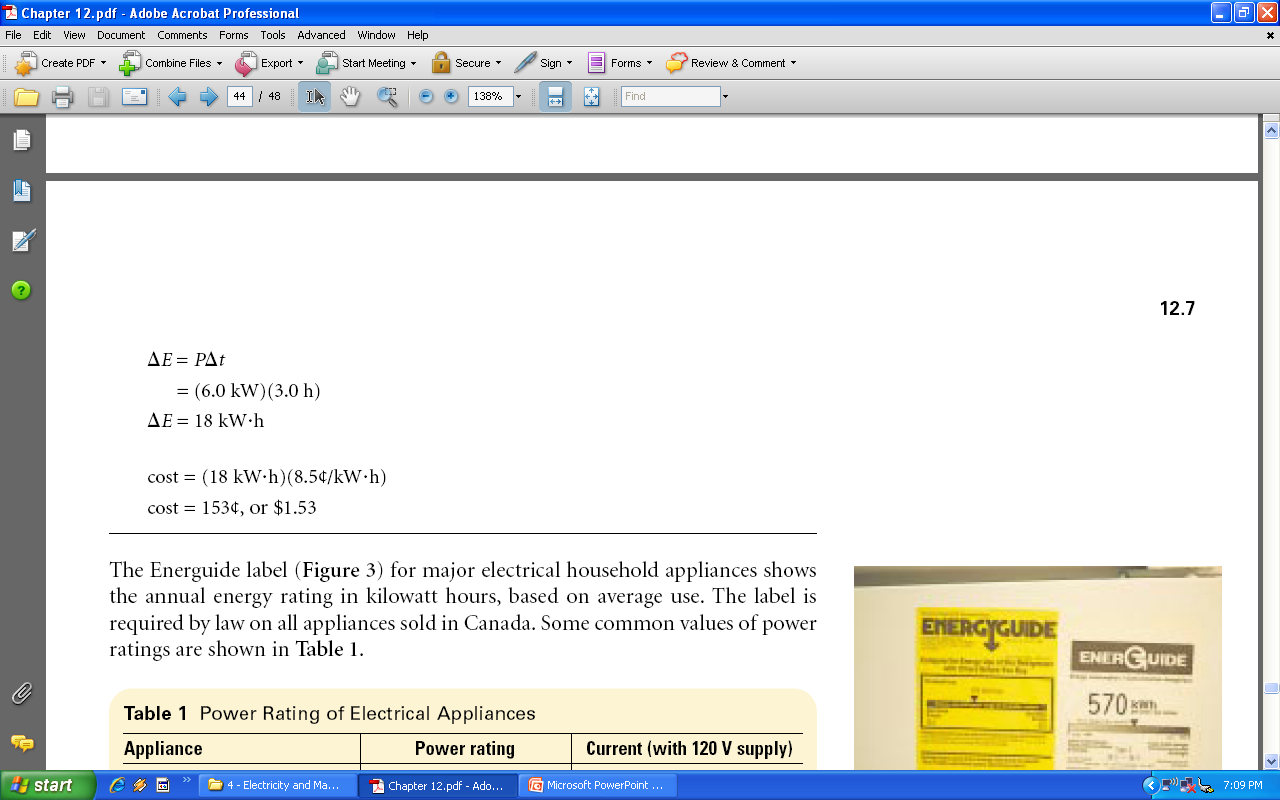 Chapter 12.pdf - Adobe Acrobat Professional
File Edit View Document Comments Forms Tools Advanced Window Help
Create PDF Combine Files Export Start Meeting Secure Sign Forms Review & Comment
44 / 48 138% Find
12.7
ΔE = PΔt
= (6.0 kW)(3.0 h)
ΔE = 18 kW·h
cost = (18 kW·h)(8.5¢/kW·h)
cost = 153¢, or $1.53
The Energuide label (Figure 3) for major electrical household appliances shows
the annual energy rating in kilowatt hours, based on average use. The label is
required by law on all appliances sold in Canada. Some common values of power
ratings are shown in Table 1.
ENERGYGUIDE
ENERGUIDE
570 kWh
Table 1 Power Rating of Electrical Appliances
Appliance Power rating Current (with 120 V supply)
start 4 - Electricity and Ma... Chapter 12.pdf - Ado... Microsoft PowerPoint ... 7:09 PM